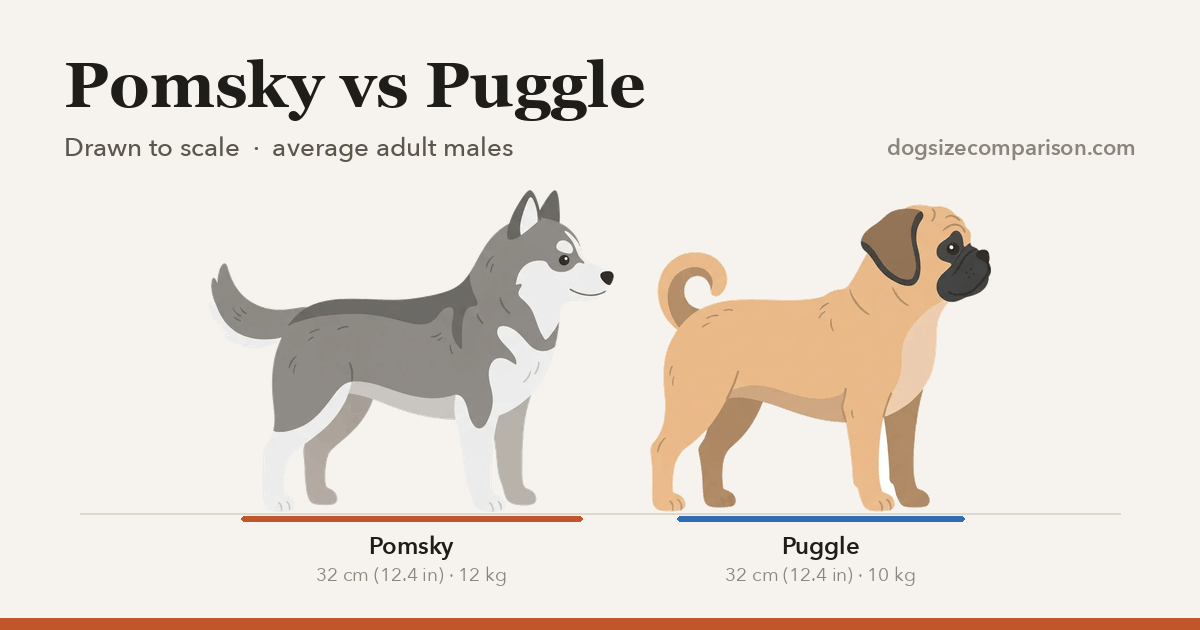 Pomsky vs Puggle
Drawn to scale · average adult males
dogsizecomparison.com
Pomsky
32 cm (12.4 in) · 12 kg
Puggle
32 cm (12.4 in) · 10 kg